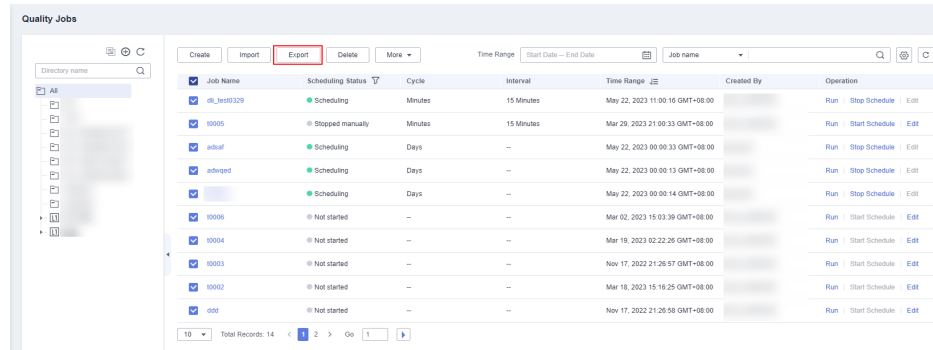 Quality Jobs
Create Import Export Delete More Time Range Start Date – End Date Job name
Directory name
All
Job Name Scheduling Status Cycle Interval Time Range Created By Operation
dli_test0329 Scheduling Minutes 15 Minutes May 22, 2023 11:00:16 GMT+08:00 Run Stop Schedule Edit
t0005 Stopped manually Minutes 15 Minutes Mar 29, 2023 21:00:33 GMT+08:00 Run Start Schedule Edit
adsaf Scheduling Days -- May 22, 2023 00:00:33 GMT+08:00 Run Stop Schedule Edit
adwqed Scheduling Days -- May 22, 2023 00:00:13 GMT+08:00 Run Stop Schedule Edit
Scheduling Days -- May 22, 2023 00:00:14 GMT+08:00 Run Stop Schedule Edit
t0006 Not started -- -- Mar 02, 2023 15:03:39 GMT+08:00 Run Start Schedule Edit
t0004 Not started -- -- Mar 19, 2023 02:22:26 GMT+08:00 Run Start Schedule Edit
t0003 Not started -- -- Nov 17, 2022 21:26:57 GMT+08:00 Run Start Schedule Edit
t0002 Not started -- -- Mar 18, 2023 15:16:25 GMT+08:00 Run Start Schedule Edit
ddd Not started -- -- Nov 17, 2022 21:26:58 GMT+08:00 Run Start Schedule Edit
10 Total Records: 14 < 1 2 > Go 1